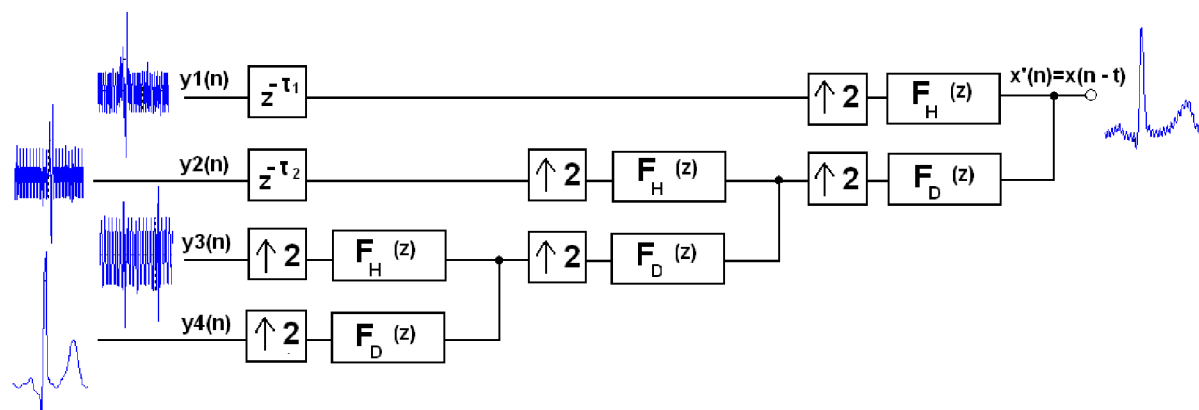 y1(n) z^-τ1 ↑ 2 F_H (z) x'(n)=x(n - t)
y2(n) z^-τ2 ↑ 2 F_H (z) ↑ 2 F_D (z)
y3(n) ↑ 2 F_H (z) ↑ 2 F_D (z)
y4(n) ↑ 2 F_D (z)